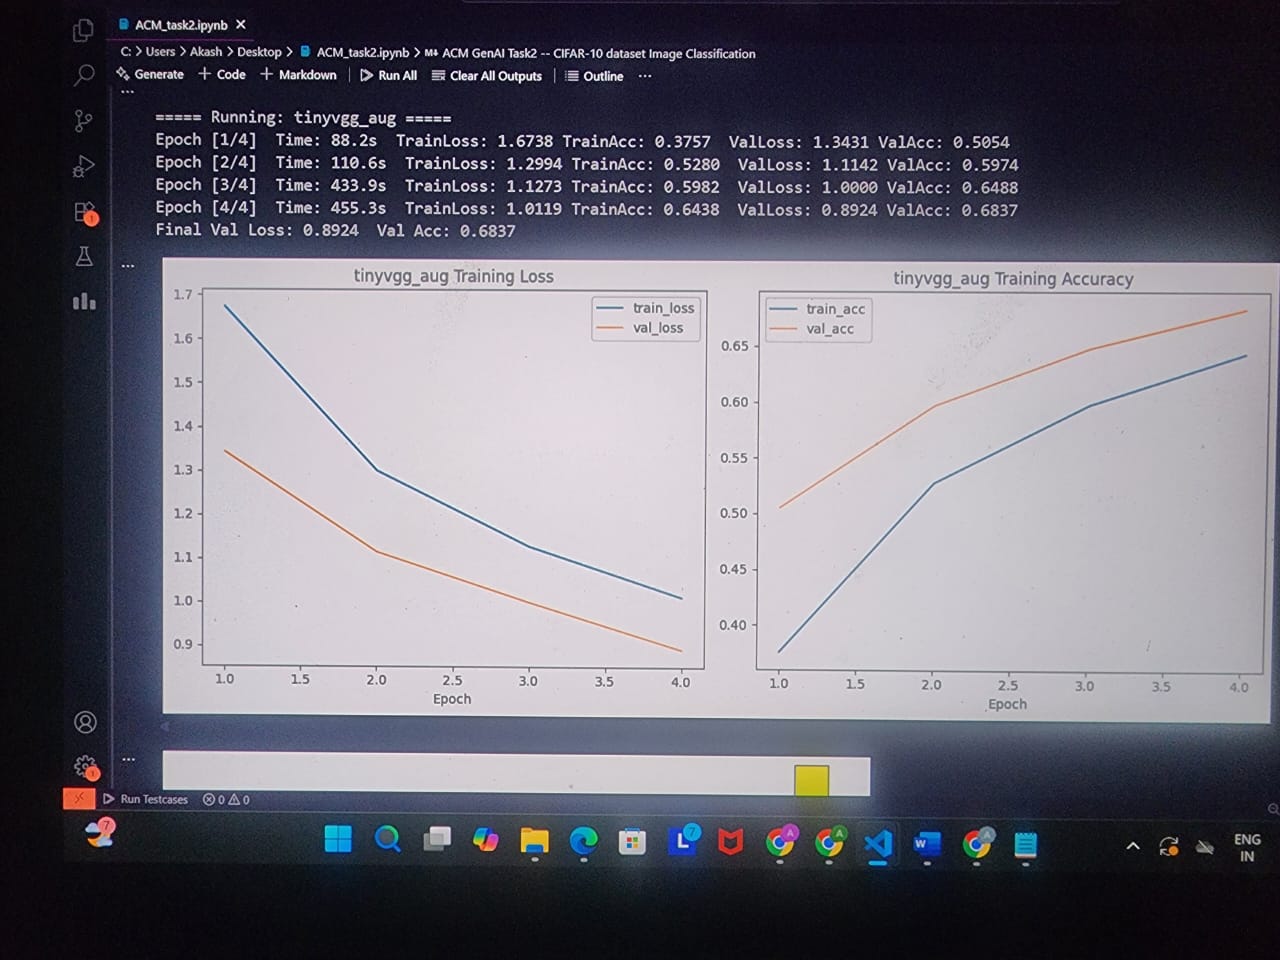 ACM_task2.ipynb
C: > Users > Akash > Desktop > ACM_task2.ipynb > M↓ ACM GenAI Task2 -- CIFAR-10 dataset Image Classification
Generate + Code + Markdown | Run All Clear All Outputs | Outline ...
...
===== Running: tinyvgg_aug =====
Epoch [1/4] Time: 88.2s TrainLoss: 1.6738 TrainAcc: 0.3757 ValLoss: 1.3431 ValAcc: 0.5054
Epoch [2/4] Time: 110.6s TrainLoss: 1.2994 TrainAcc: 0.5280 ValLoss: 1.1142 ValAcc: 0.5974
Epoch [3/4] Time: 433.9s TrainLoss: 1.1273 TrainAcc: 0.5982 ValLoss: 1.0000 ValAcc: 0.6488
Epoch [4/4] Time: 455.3s TrainLoss: 1.0119 TrainAcc: 0.6438 ValLoss: 0.8924 ValAcc: 0.6837
Final Val Loss: 0.8924 Val Acc: 0.6837
...
tinyvgg_aug Training Loss
train_loss
val_loss
1.7
1.6
1.5
1.4
1.3
1.2
1.1
1.0
0.9
1.0 1.5 2.0 2.5 3.0 3.5 4.0
Epoch
tinyvgg_aug Training Accuracy
train_acc
val_acc
0.65
0.60
0.55
0.50
0.45
0.40
1.0 1.5 2.0 2.5 3.0 3.5 4.0
Epoch
...
1
1
Run Testcases 0 0
7
L
7
A
A
W
A
ENG
IN